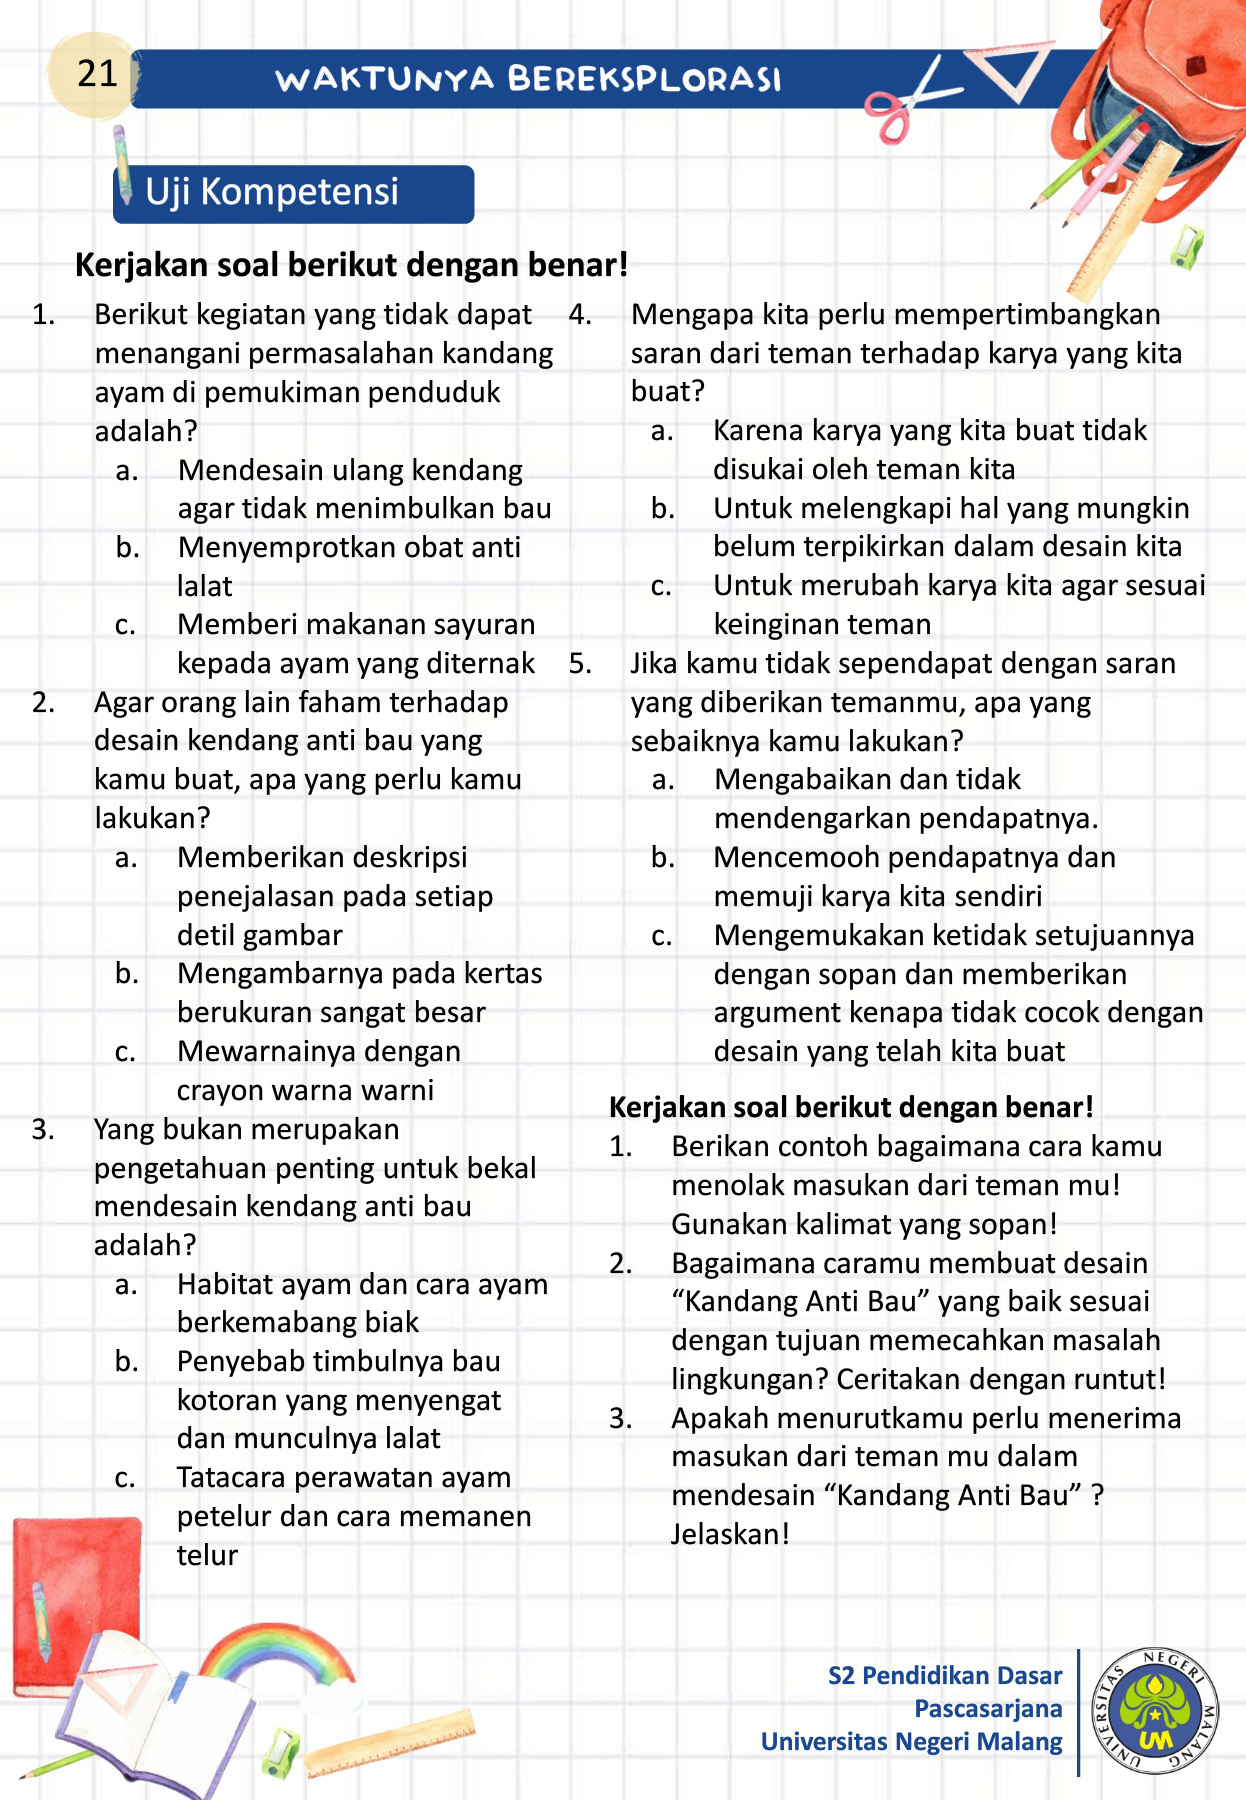 21
WAKTUNYA BEREKSPLORASI
Uji Kompetensi
Kerjakan soal berikut dengan benar!
1. Berikut kegiatan yang tidak dapat
menangani permasalahan kandang
ayam di pemukiman penduduk
adalah?
a. Mendesain ulang kendang
agar tidak menimbulkan bau
b. Menyemprotkan obat anti
lalat
c. Memberi makanan sayuran
kepada ayam yang diternak
2. Agar orang lain faham terhadap
desain kendang anti bau yang
kamu buat, apa yang perlu kamu
lakukan?
a. Memberikan deskripsi
penejalasan pada setiap
detil gambar
b. Mengambarnya pada kertas
berukuran sangat besar
c. Mewarnainya dengan
crayon warna warni
3. Yang bukan merupakan
pengetahuan penting untuk bekal
mendesain kendang anti bau
adalah?
a. Habitat ayam dan cara ayam
berkemabang biak
b. Penyebab timbulnya bau
kotoran yang menyengat
dan munculnya lalat
c. Tatacara perawatan ayam
petelur dan cara memanen
telur
4. Mengapa kita perlu mempertimbangkan
saran dari teman terhadap karya yang kita
buat?
a. Karena karya yang kita buat tidak
disukai oleh teman kita
b. Untuk melengkapi hal yang mungkin
belum terpikirkan dalam desain kita
c. Untuk merubah karya kita agar sesuai
keinginan teman
5. Jika kamu tidak sependapat dengan saran
yang diberikan temanmu, apa yang
sebaiknya kamu lakukan?
a. Mengabaikan dan tidak
mendengarkan pendapatnya.
b. Mencemooh pendapatnya dan
memuji karya kita sendiri
c. Mengemukakan ketidak setujuannya
dengan sopan dan memberikan
argument kenapa tidak cocok dengan
desain yang telah kita buat
Kerjakan soal berikut dengan benar!
1. Berikan contoh bagaimana cara kamu
menolak masukan dari teman mu!
Gunakan kalimat yang sopan!
2. Bagaimana caramu membuat desain
“Kandang Anti Bau” yang baik sesuai
dengan tujuan memecahkan masalah
lingkungan? Ceritakan dengan runtut!
3. Apakah menurutkamu perlu menerima
masukan dari teman mu dalam
mendesain “Kandang Anti Bau” ?
Jelaskan!
S2 Pendidikan Dasar
Pascasarjana
Universitas Negeri Malang
UNIVERSITAS NEGERI MALANG
UM